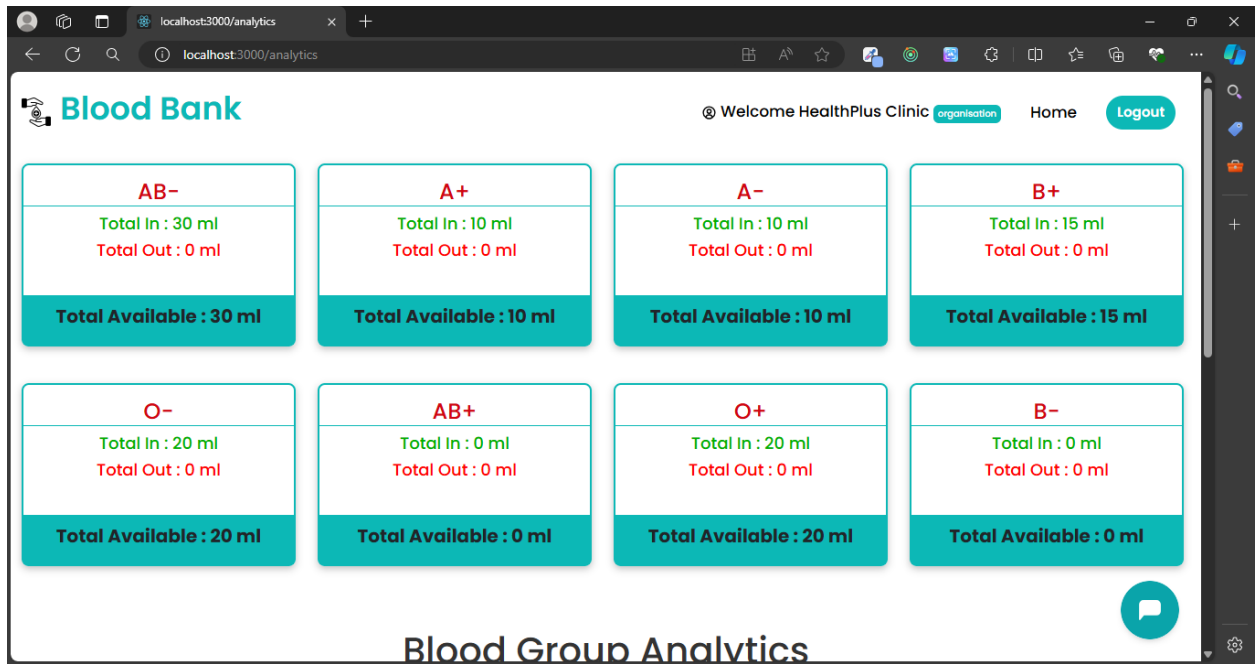 localhost:3000/analytics
localhost:3000/analytics
Blood Bank
Welcome HealthPlus Clinic organisation Home Logout
AB- A+ A- B+
Total In : 30 ml Total In : 10 ml Total In : 10 ml Total In : 15 ml
Total Out : 0 ml Total Out : 0 ml Total Out : 0 ml Total Out : 0 ml
Total Available : 30 ml Total Available : 10 ml Total Available : 10 ml Total Available : 15 ml
O- AB+ O+ B-
Total In : 20 ml Total In : 0 ml Total In : 20 ml Total In : 0 ml
Total Out : 0 ml Total Out : 0 ml Total Out : 0 ml Total Out : 0 ml
Total Available : 20 ml Total Available : 0 ml Total Available : 20 ml Total Available : 0 ml
Blood Group Analytics